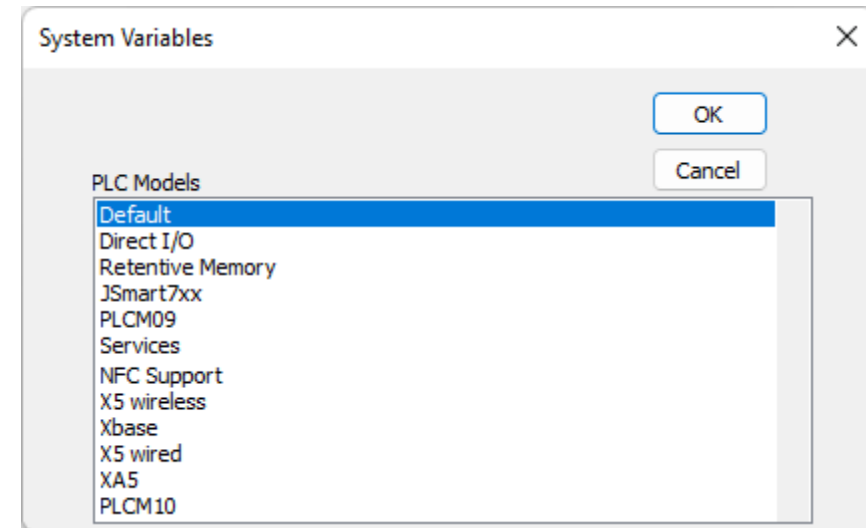 System Variables
OK
Cancel
PLC Models
Default
Direct I/O
Retentive Memory
JSmart7xx
PLCM09
Services
NFC Support
X5 wireless
Xbase
X5 wired
XA5
PLCM10